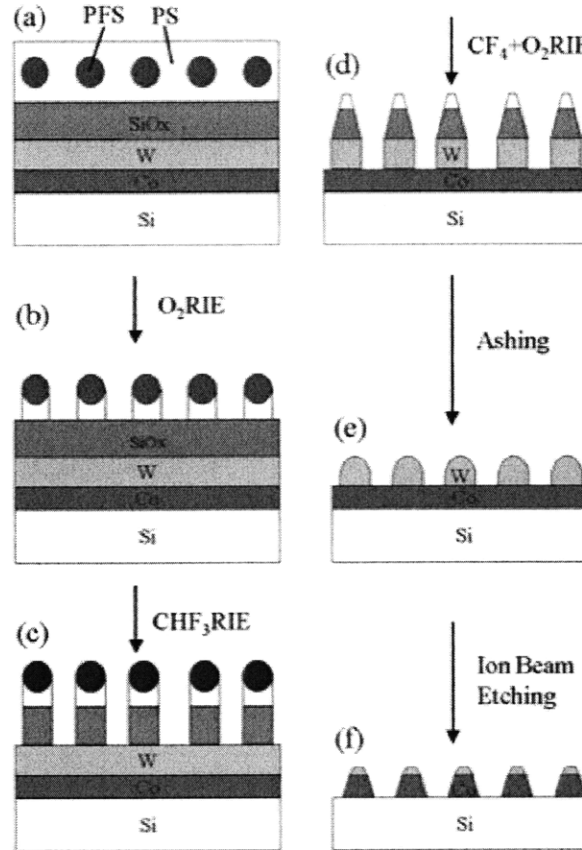 (a)
PFS
PS
SiOx
W
Co
Si
(b)
O₂RIE
SiOx
W
Co
Si
(c)
CHF₃RIE
W
Co
Si
(d)
CF₄+O₂RIE
W
Co
Si
Ashing
(e)
W
Co
Si
Ion Beam
Etching
(f)
Si